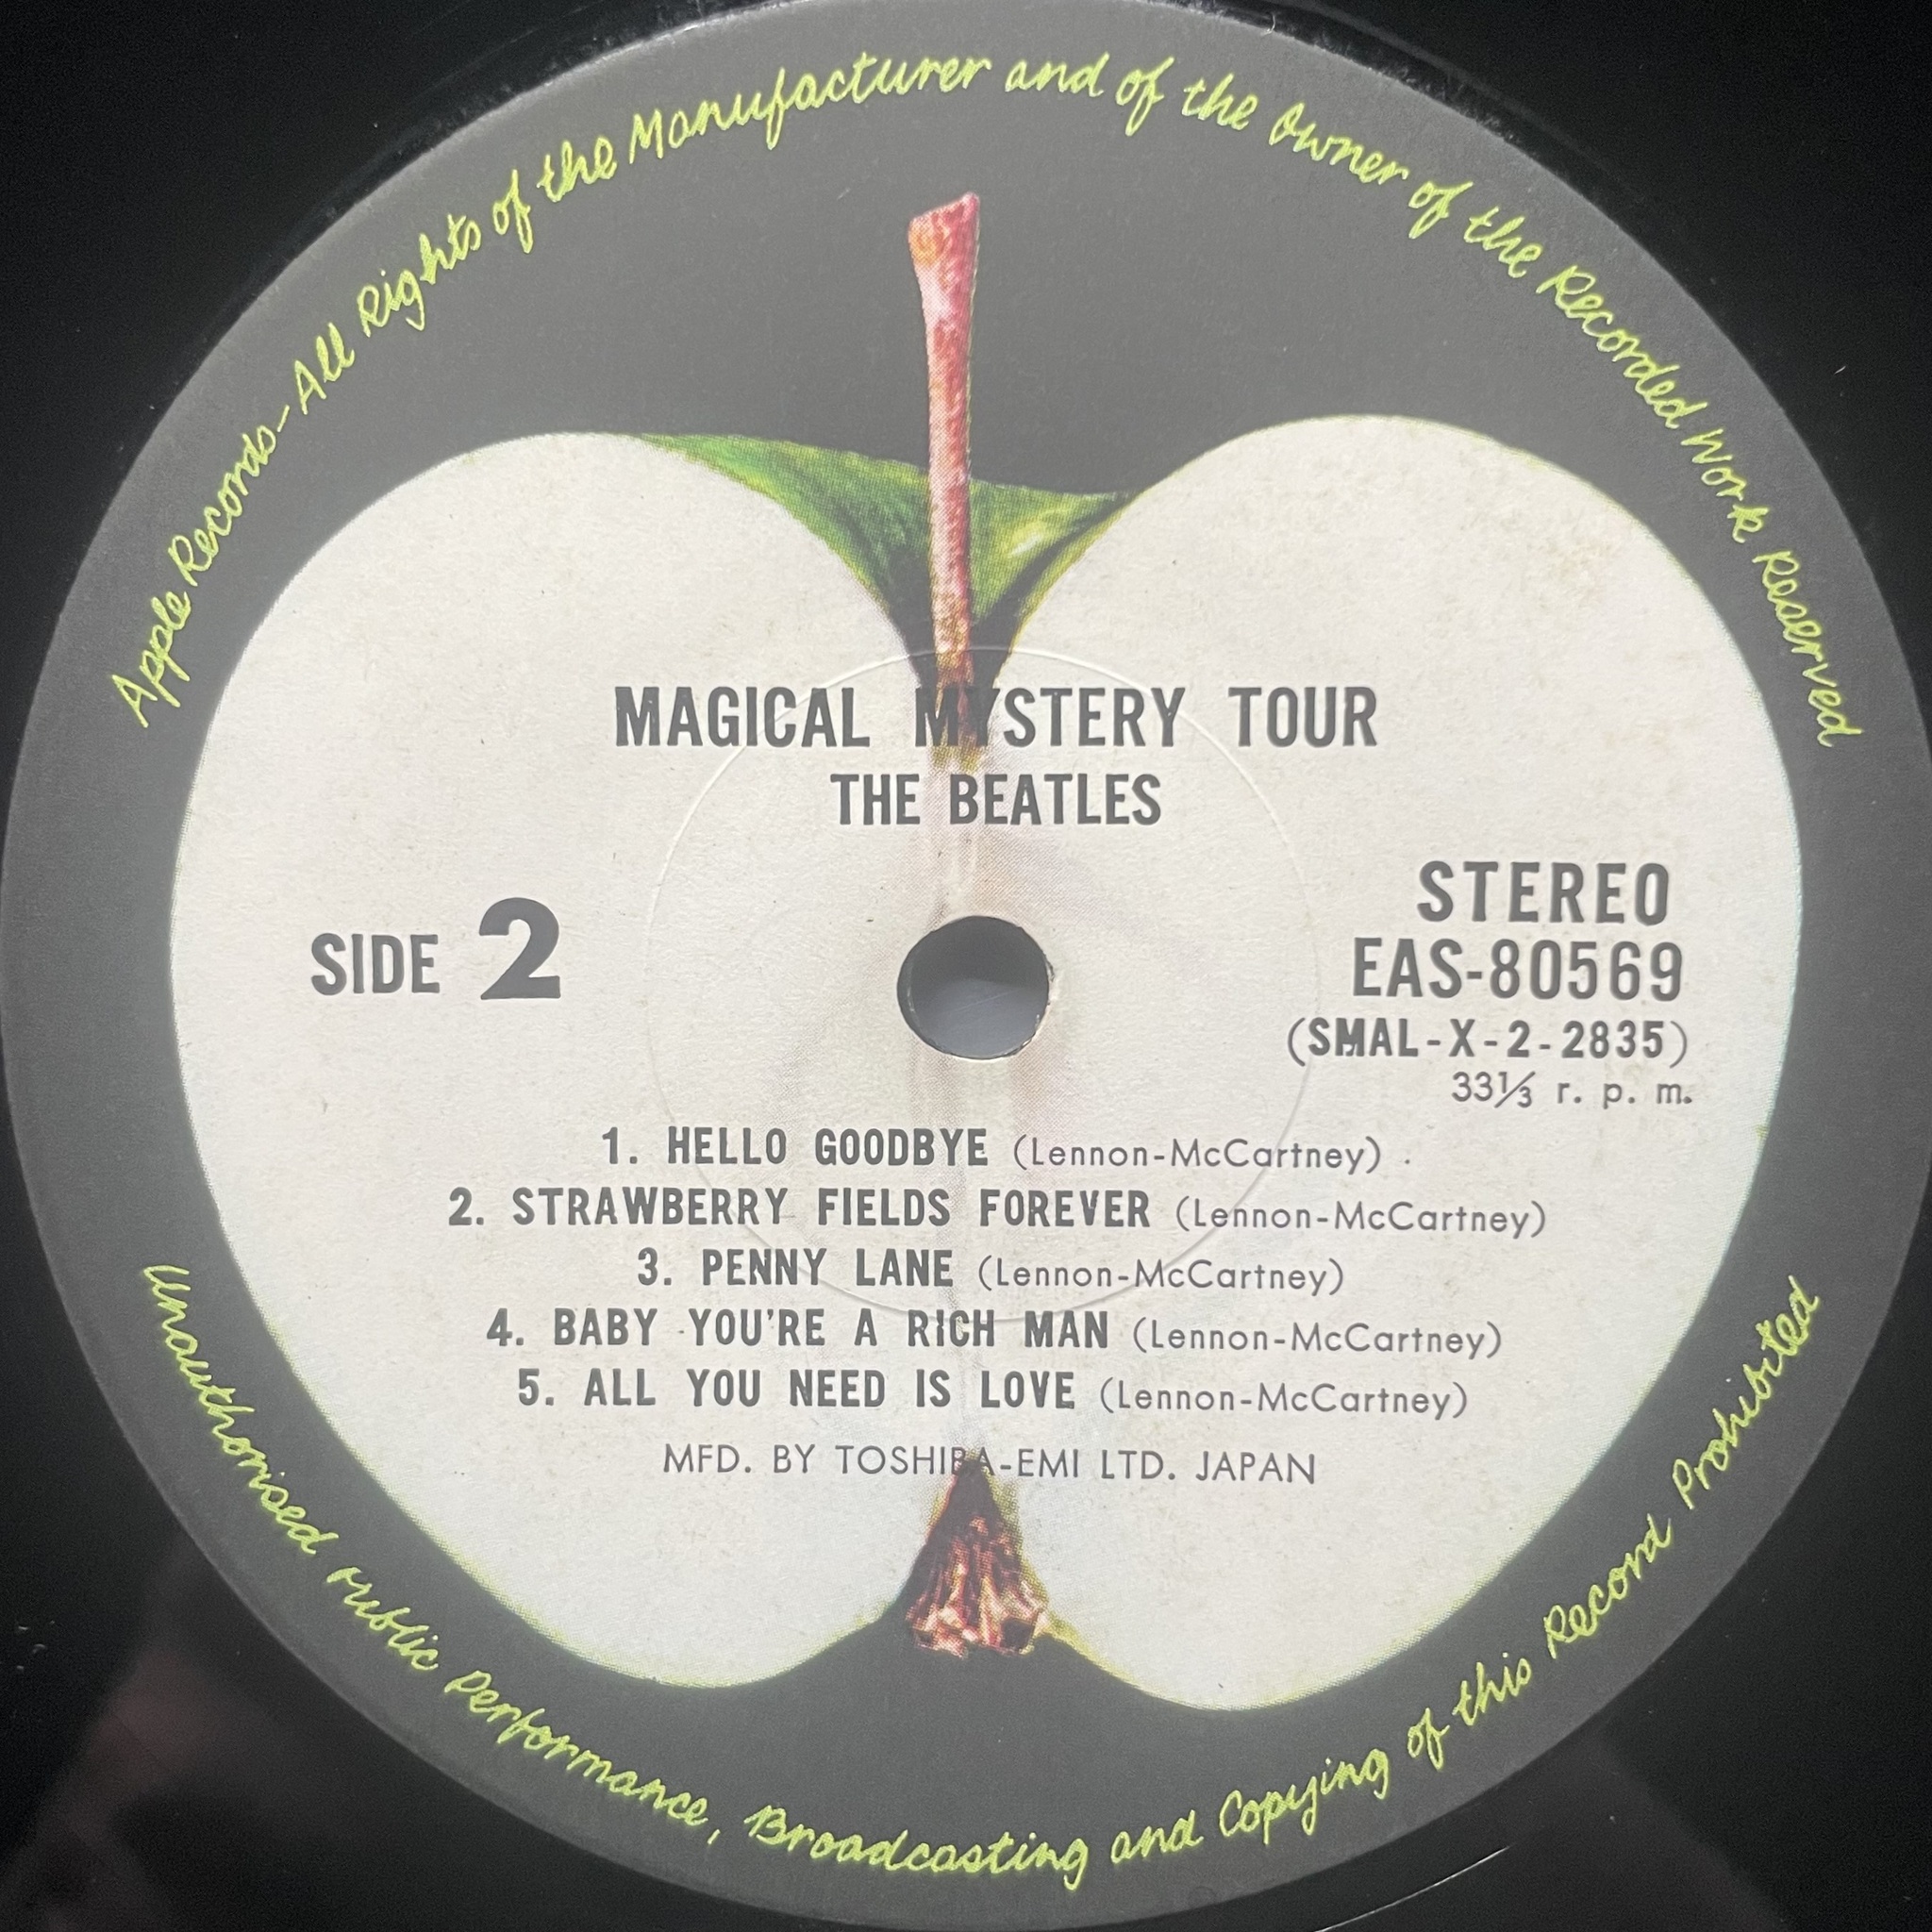 Apple Records-All Rights of the Manufacturer and of the Owner of the Recorded Work Reserved
MAGICAL MYSTERY TOUR
THE BEATLES
SIDE 2
STEREO
EAS-80569
(SMAL-X-2-2835)
33⅓ r. p. m.
1. HELLO GOODBYE (Lennon-McCartney)
2. STRAWBERRY FIELDS FOREVER (Lennon-McCartney)
3. PENNY LANE (Lennon-McCartney)
4. BABY YOU'RE A RICH MAN (Lennon-McCartney)
5. ALL YOU NEED IS LOVE (Lennon-McCartney)
MFD. BY TOSHIBA-EMI LTD. JAPAN
Unauthorised Public Performance, Broadcasting and Copying of this Record Prohibited